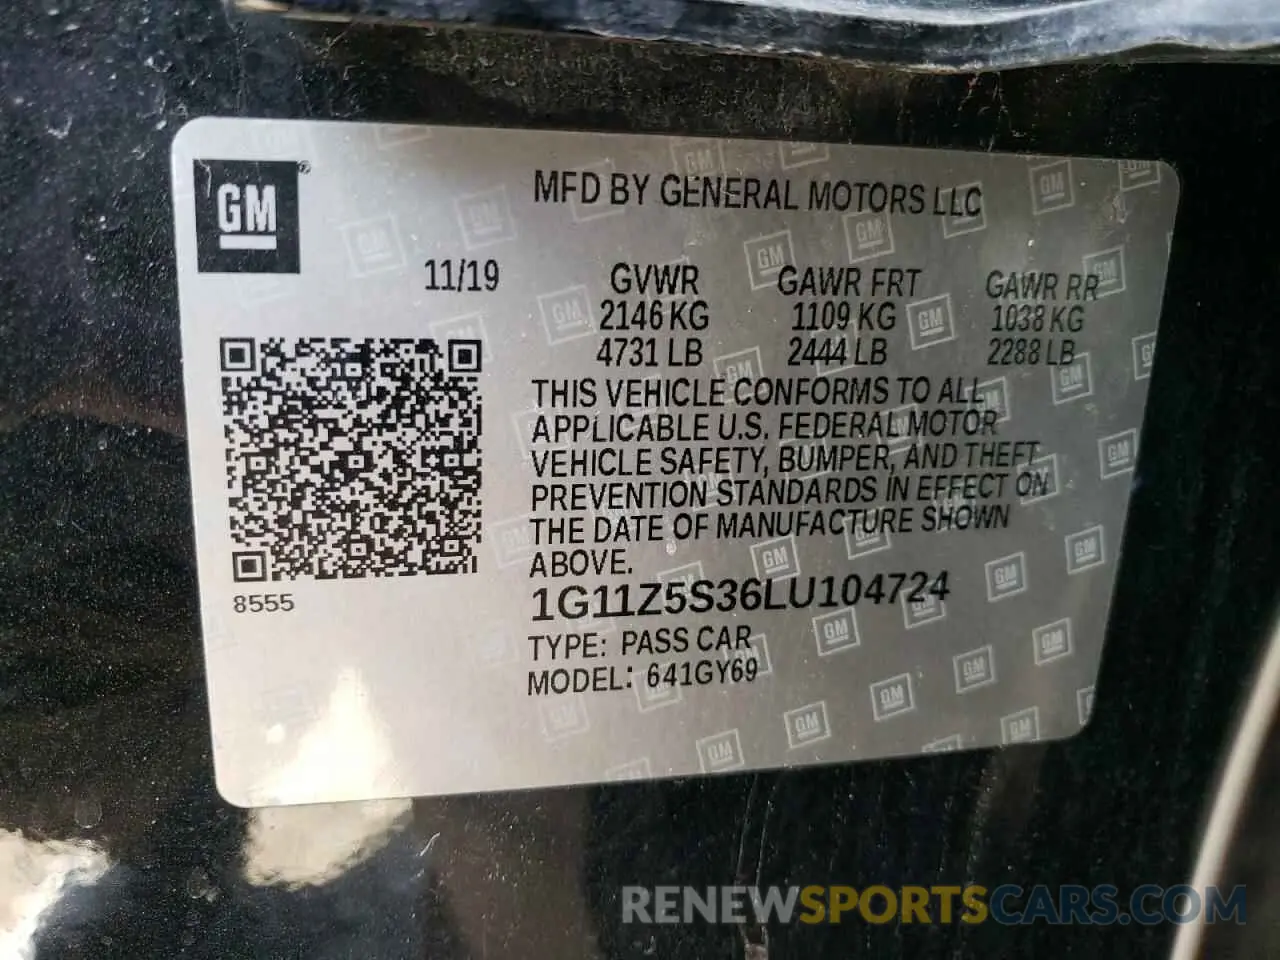 GM
MFD BY GENERAL MOTORS LLC
11/19
GVWR GAWR FRT GAWR RR
2146 KG 1109 KG 1038 KG
4731 LB 2444 LB 2288 LB
THIS VEHICLE CONFORMS TO ALL
APPLICABLE U.S. FEDERAL MOTOR
VEHICLE SAFETY, BUMPER, AND THEFT
PREVENTION STANDARDS IN EFFECT ON
THE DATE OF MANUFACTURE SHOWN
ABOVE.
8555
1G11Z5S36LU104724
TYPE: PASS CAR
MODEL: 641GY69
RENEWSPORTSCARS.COM